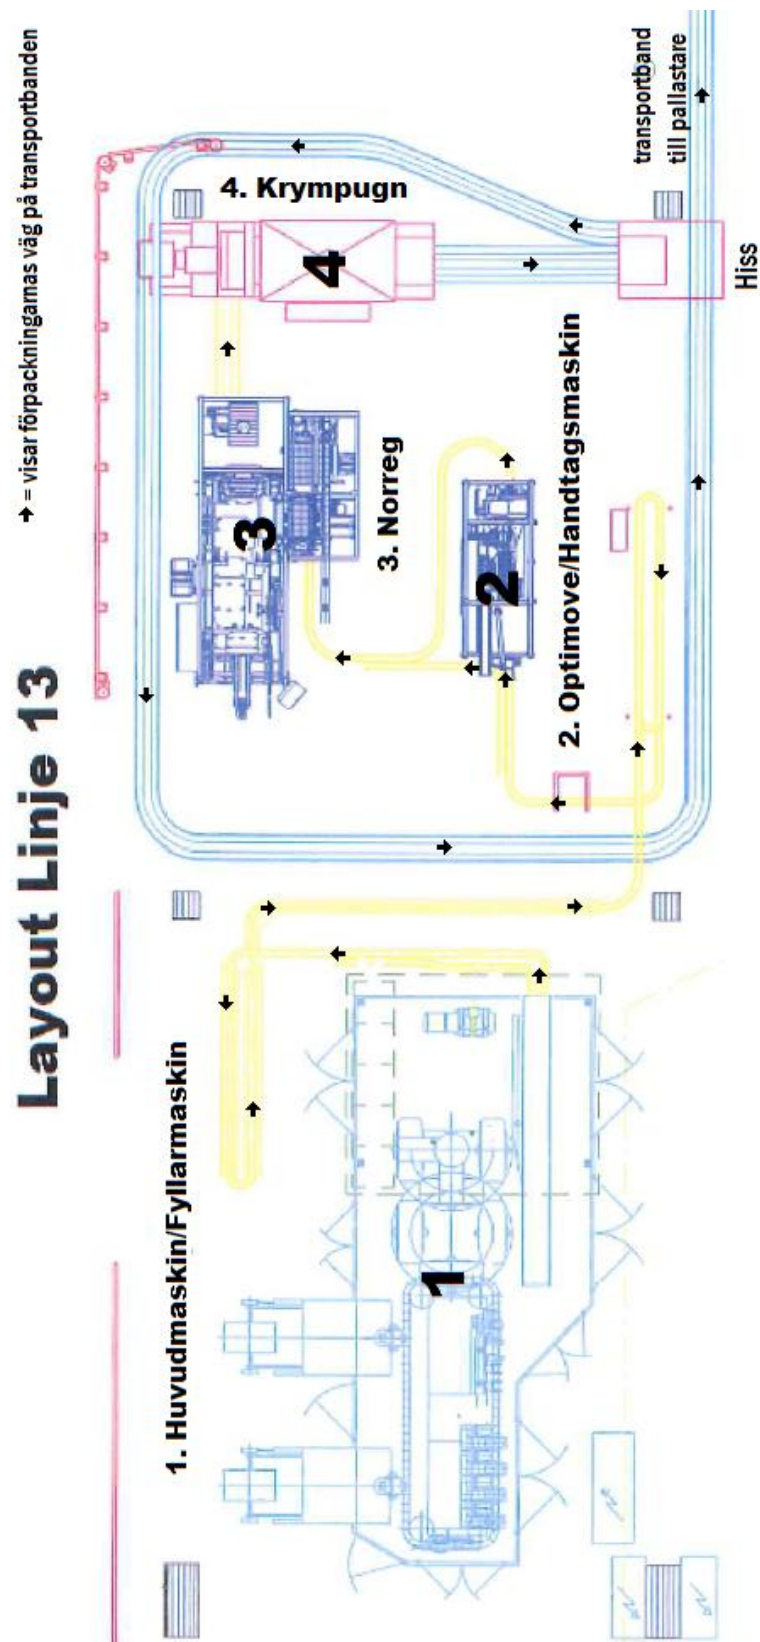 Layout Linje 13
→ = visar förpackningarnas väg på transportbanden
1. Huvudmaskin/Fyllarmaskin
4. Krympugn
3. Norreg
2. Optimove/Handtagsmaskin
transportband
till pallastare
Hiss
1
2
3
4